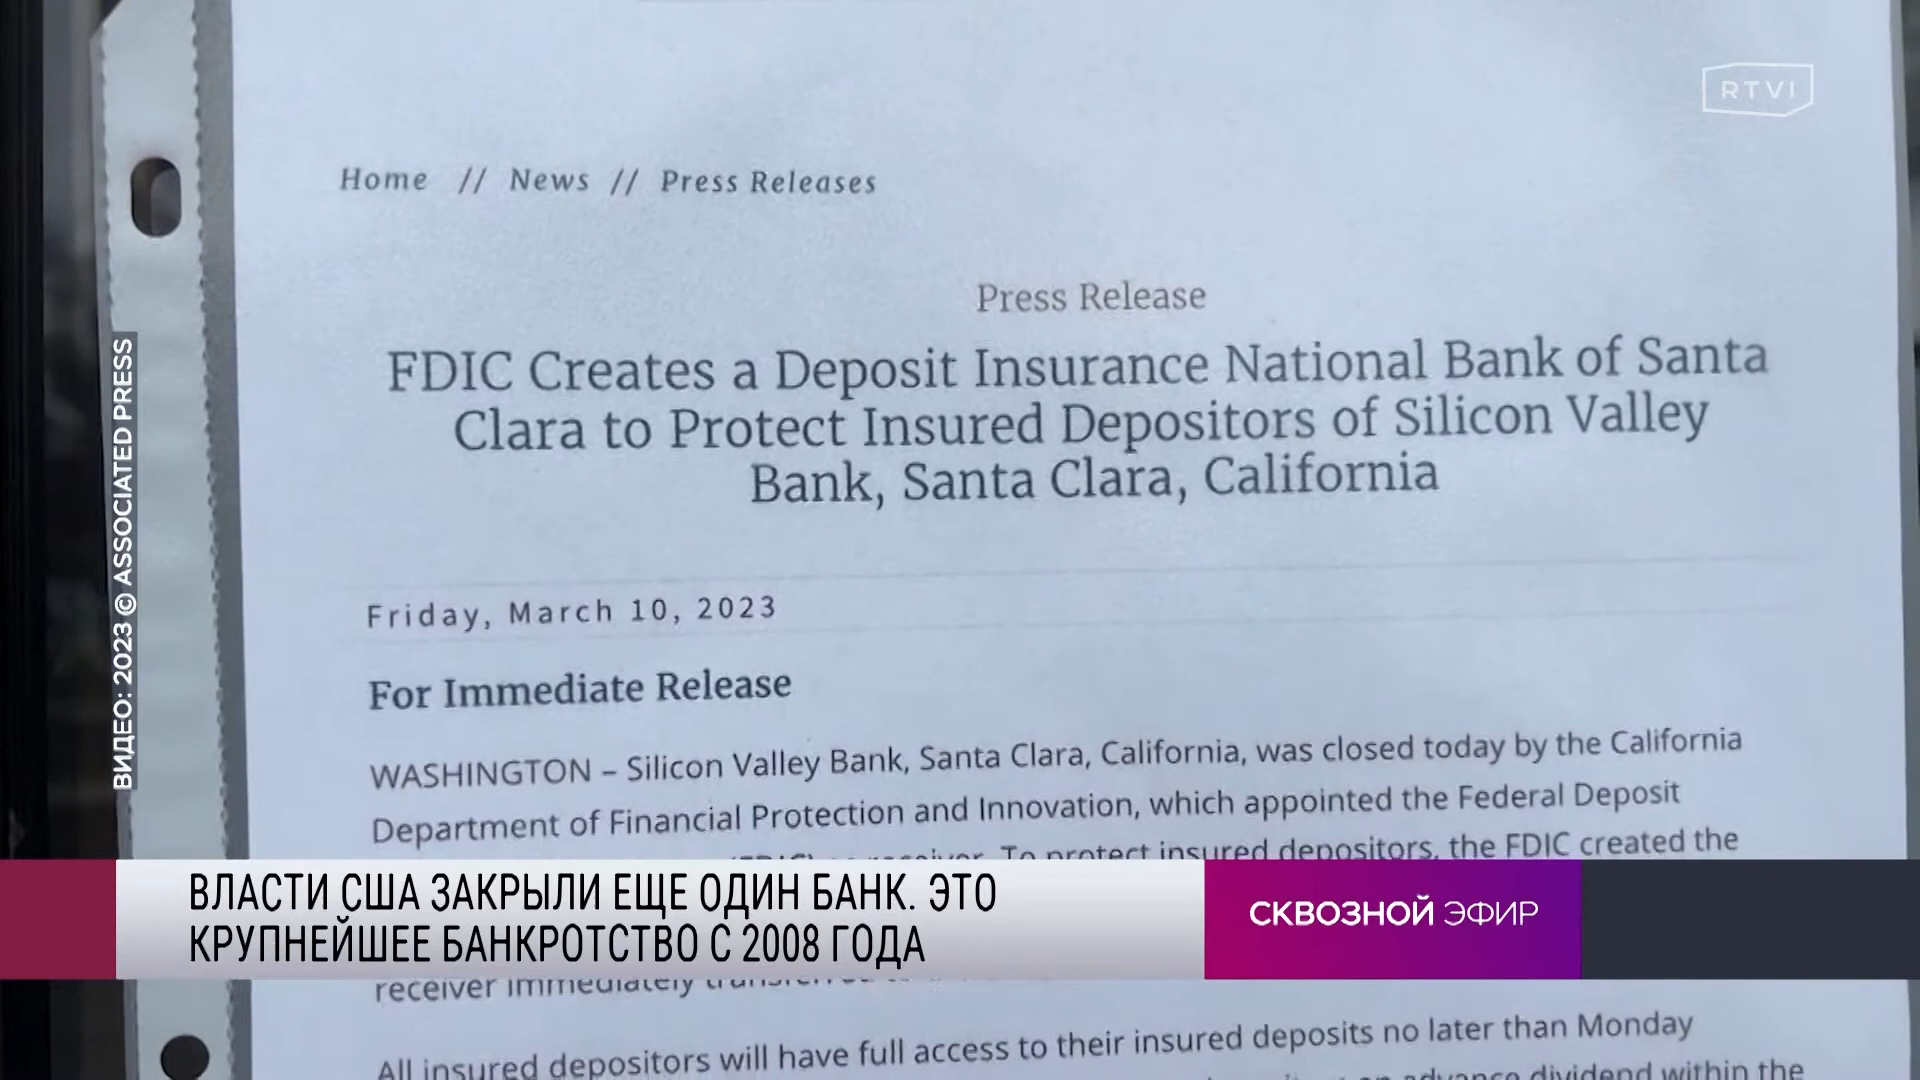 RTVI
Home // News // Press Releases
Press Release
FDIC Creates a Deposit Insurance National Bank of Santa
Clara to Protect Insured Depositors of Silicon Valley
Bank, Santa Clara, California
Friday, March 10, 2023
For Immediate Release
WASHINGTON – Silicon Valley Bank, Santa Clara, California, was closed today by the California
Department of Financial Protection and Innovation, which appointed the Federal Deposit
receiver. To protect insured depositors, the FDIC created the
receiver immediately
All insured depositors will have full access to their insured deposits no later than Monday
advance dividend within the
ВИДЕО: 2023 © ASSOCIATED PRESS
ВЛАСТИ США ЗАКРЫЛИ ЕЩЕ ОДИН БАНК. ЭТО
КРУПНЕЙШЕЕ БАНКРОТСТВО С 2008 ГОДА
СКВОЗНОЙ ЭФИР